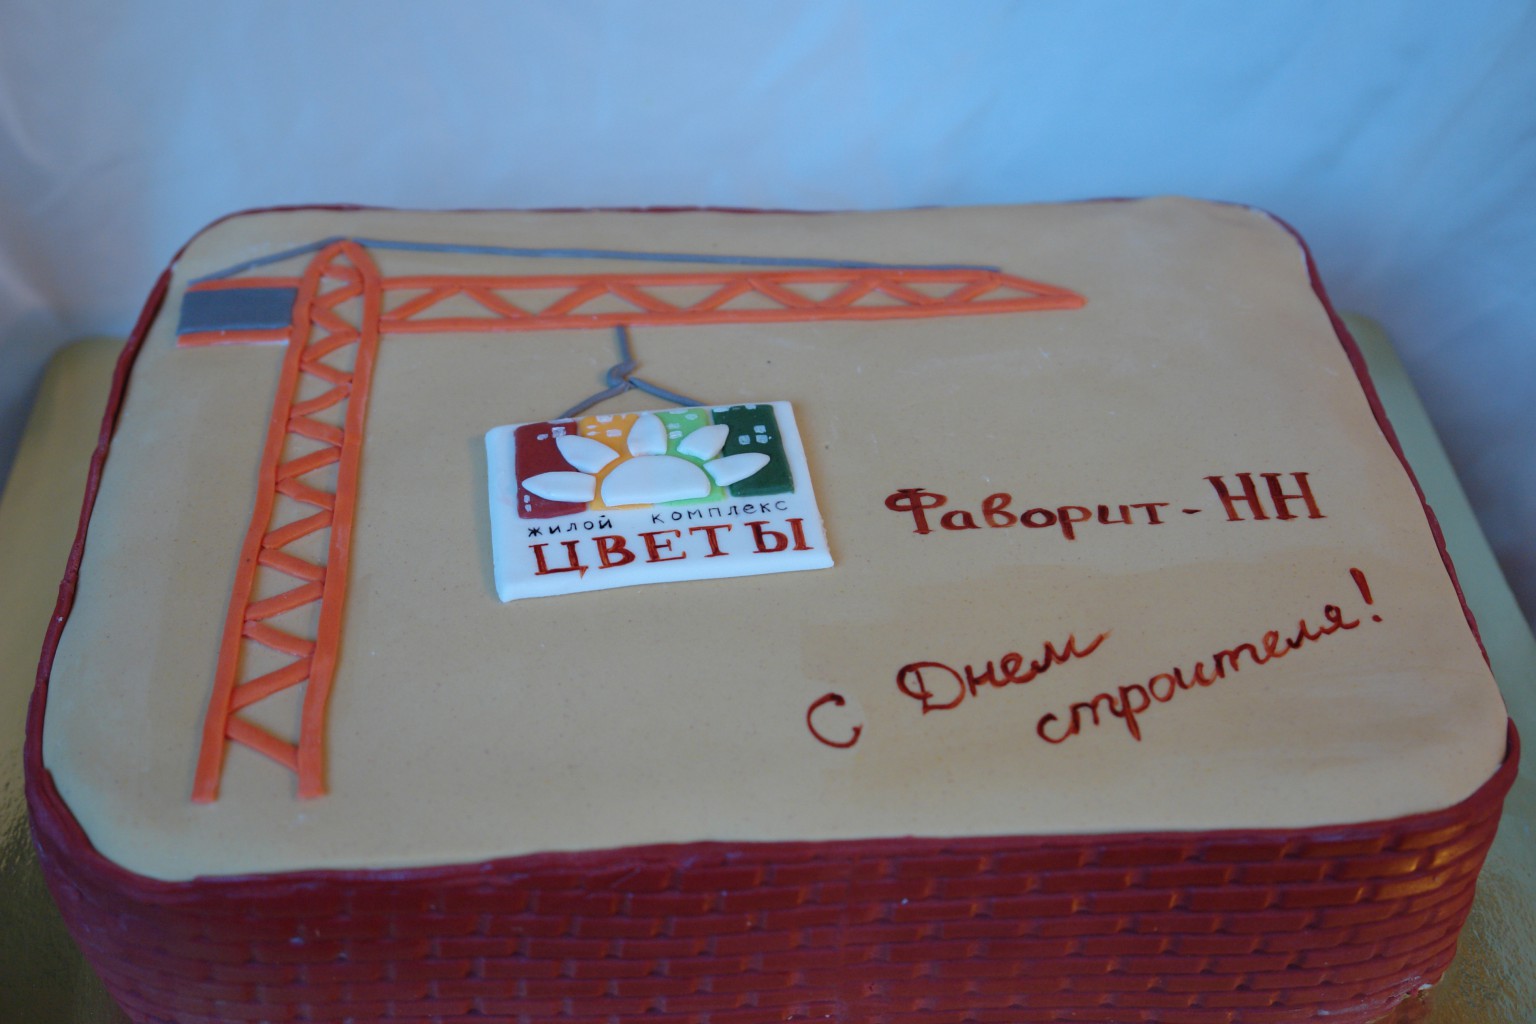 жилой комплекс
ЦВЕТЫ
Фаворит-НН
С Днем
строителя!